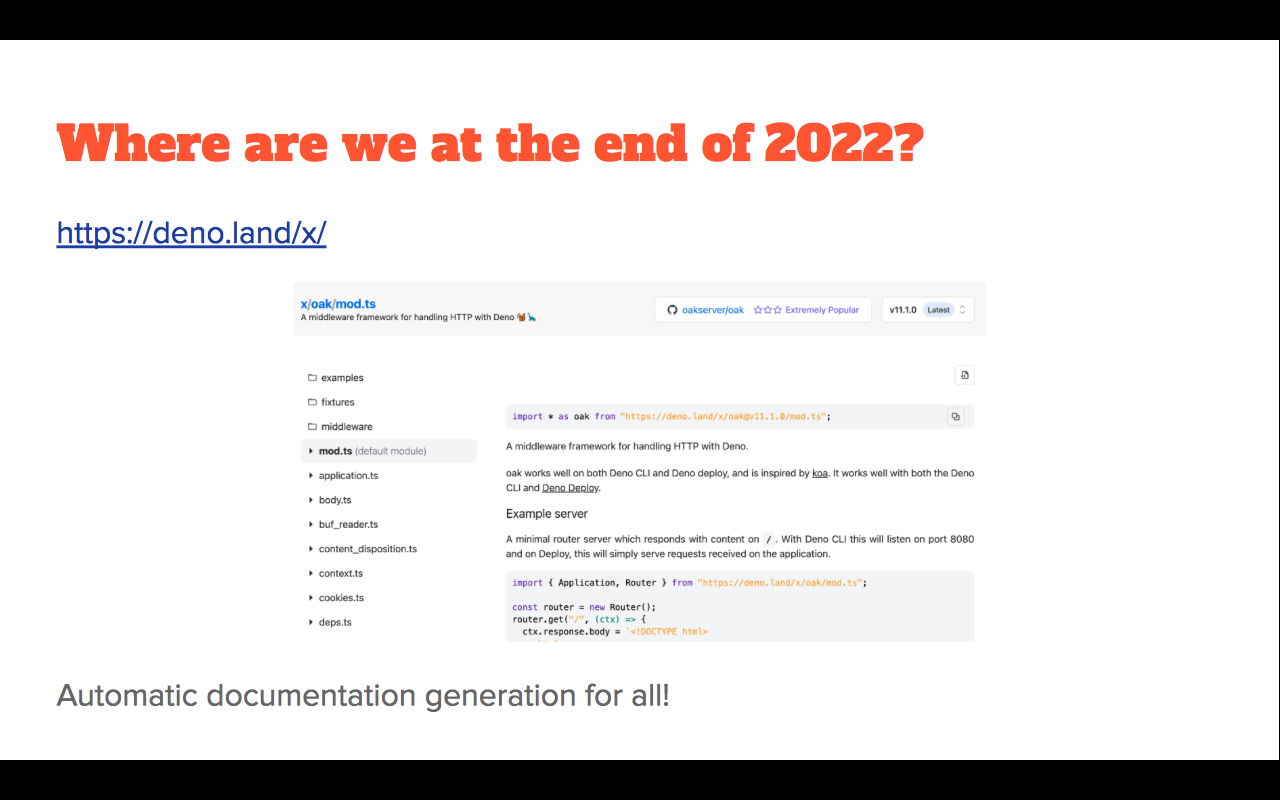 Where are we at the end of 2022?
https://deno.land/x/
x/oak/mod.ts
A middleware framework for handling HTTP with Deno 🐿️🦕
oakserver/oak ☆☆☆ Extremely Popular
v11.1.0 Latest
examples
fixtures
middleware
mod.ts (default module)
application.ts
body.ts
buf_reader.ts
content_disposition.ts
context.ts
cookies.ts
deps.ts
import * as oak from "https://deno.land/x/oak@v11.1.0/mod.ts";
A middleware framework for handling HTTP with Deno.
oak works well on both Deno CLI and Deno deploy, and is inspired by koa. It works well with both the Deno
CLI and Deno Deploy.
Example server
A minimal router server which responds with content on /. With Deno CLI this will listen on port 8080
and on Deploy, this will simply serve requests received on the application.
import { Application, Router } from "https://deno.land/x/oak/mod.ts";
const router = new Router();
router.get("/", (ctx) => {
ctx.response.body = `<!DOCTYPE html>
Automatic documentation generation for all!